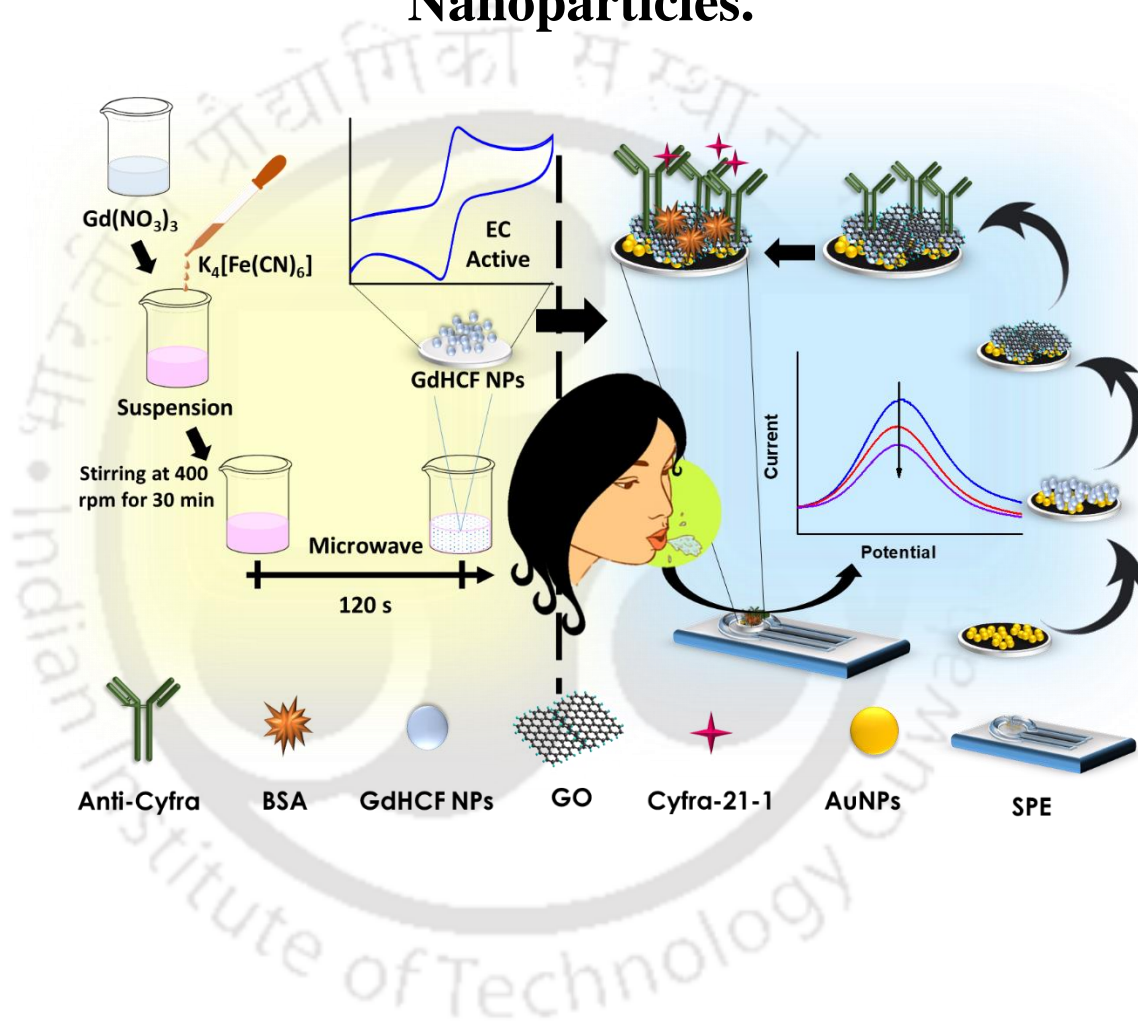 Nanoparticles.
Gd(NO₃)₃
K₄[Fe(CN)₆]
Suspension
Stirring at 400
rpm for 30 min
Microwave
120 s
EC
Active
GdHCF NPs
Current
Potential
Anti-Cyfra
BSA
GdHCF NPs
GO
Cyfra-21-1
AuNPs
SPE
Indian Institute of Technology Guwah